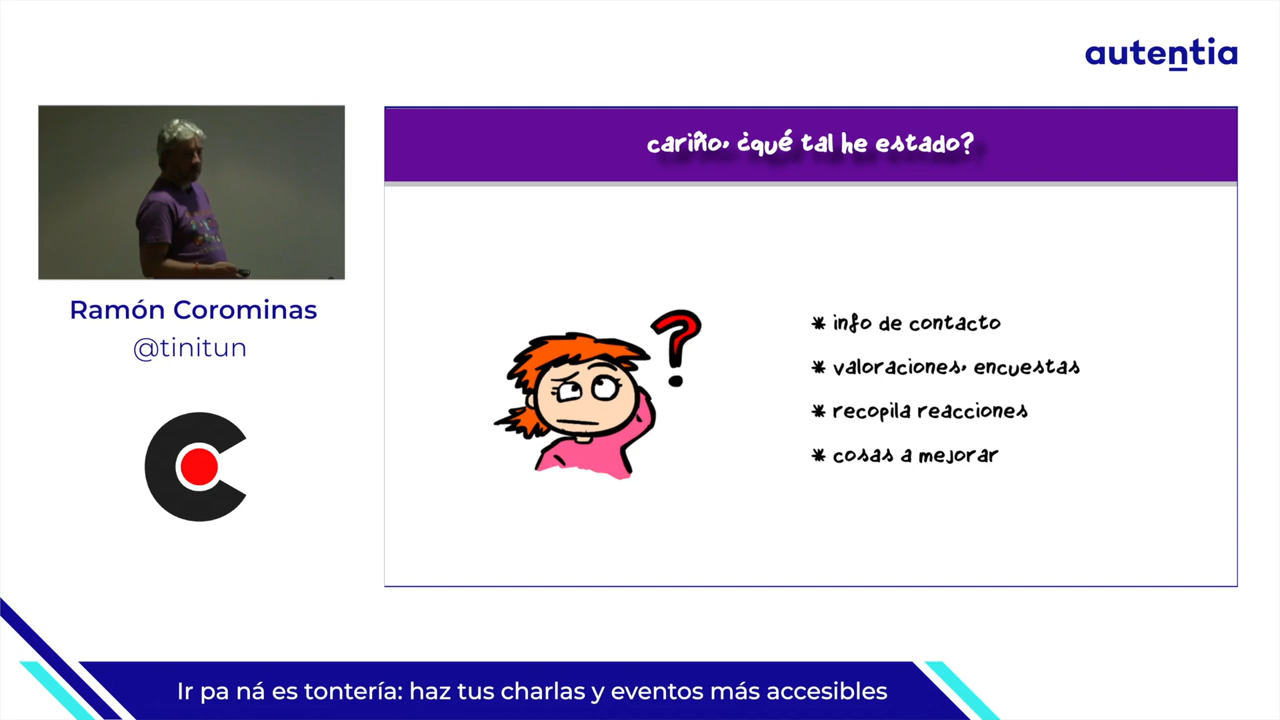 autentia
cariño, ¿qué tal he estado?
Ramón Corominas
@tinitun
?
* info de contacto
* valoraciones, encuestas
* recopila reacciones
* cosas a mejorar
Ir pa ná es tontería: haz tus charlas y eventos más accesibles